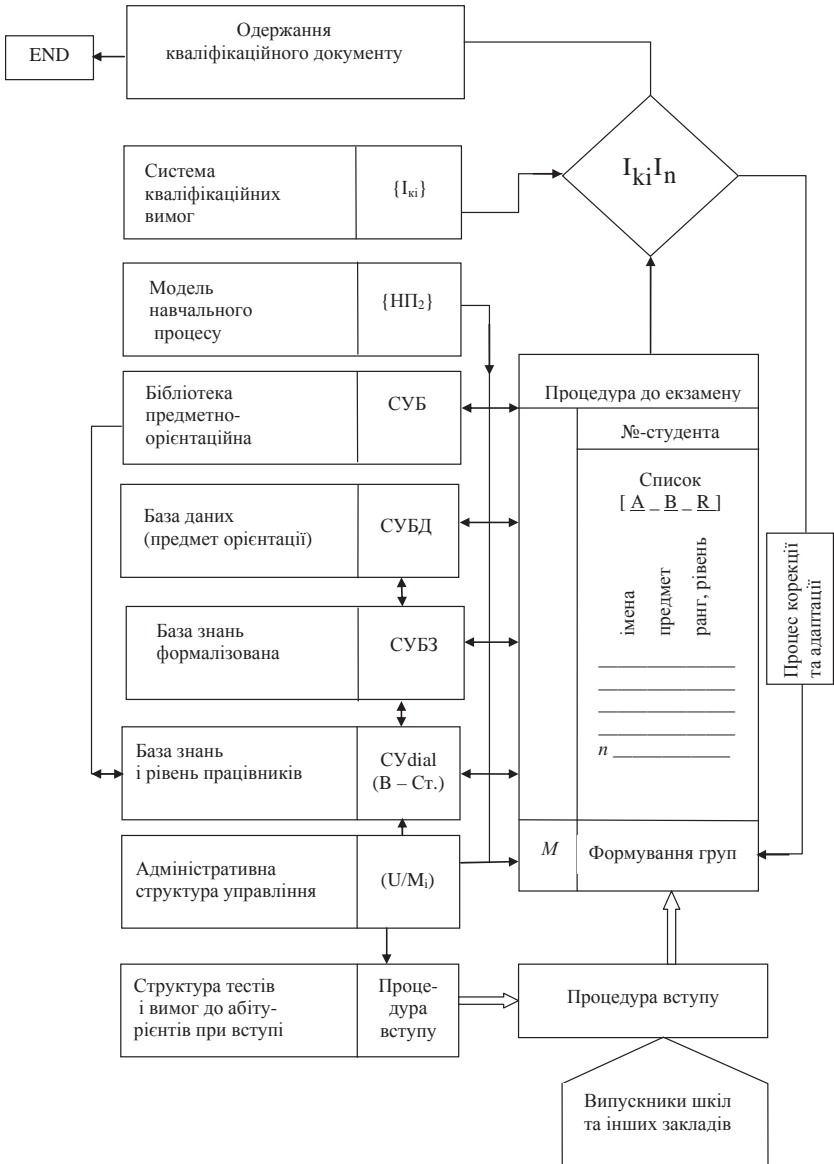 Одержання
кваліфікаційного документу
END
Система
кваліфікаційних
вимог
{I_кі}
I_ki I_n
Модель
навчального
процесу
{НП₂}
Бібліотека
предметно-
орієнтаційна
СУБ
Процедура до екзамену
№-студента
Список
[ A _ B _ R ]
імена
предмет
ранг, рівень
n
База даних
(предмет орієнтації)
СУБД
База знань
формалізована
СУБЗ
Процес корекції
та адаптації
База знань
і рівень працівників
СУdial
(В – Ст.)
Адміністративна
структура управління
(U/Mᵢ)
M
Формування груп
Структура тестів
і вимог до абіту-
рієнтів при вступі
Проце-
дура
вступу
Процедура вступу
Випускники шкіл
та інших закладів